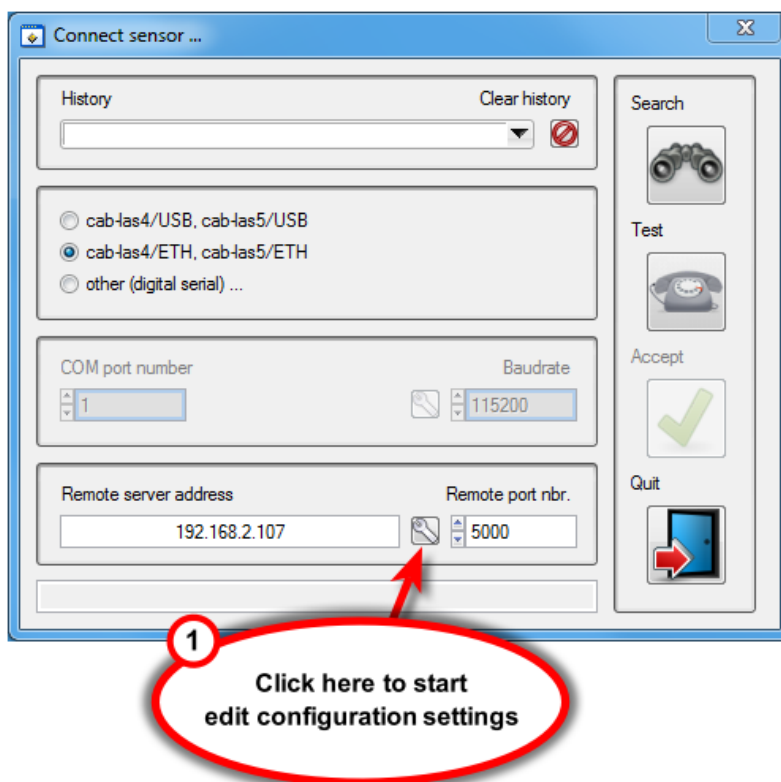 Connect sensor ...
History
Clear history
Search
cab-las4/USB, cab-las5/USB
cab-las4/ETH, cab-las5/ETH
other (digital serial) ...
Test
COM port number
Baudrate
1
115200
Accept
Remote server address
Remote port nbr.
192.168.2.107
5000
Quit
1
Click here to start
edit configuration settings